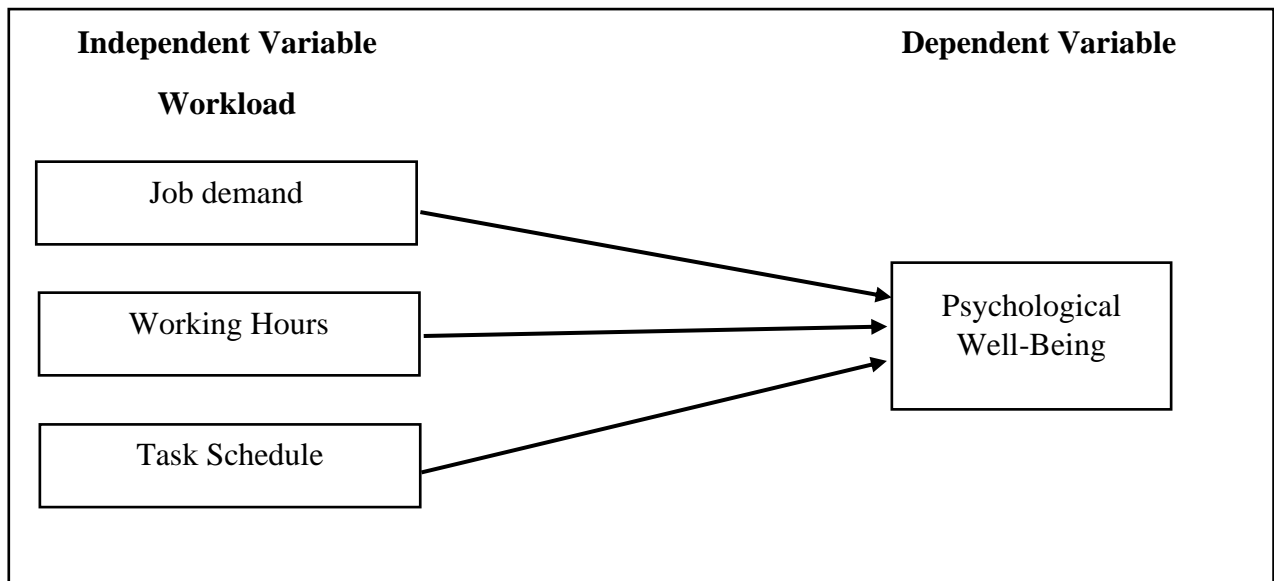 Independent Variable
Dependent Variable
Workload
Job demand
Working Hours
Task Schedule
Psychological
Well-Being